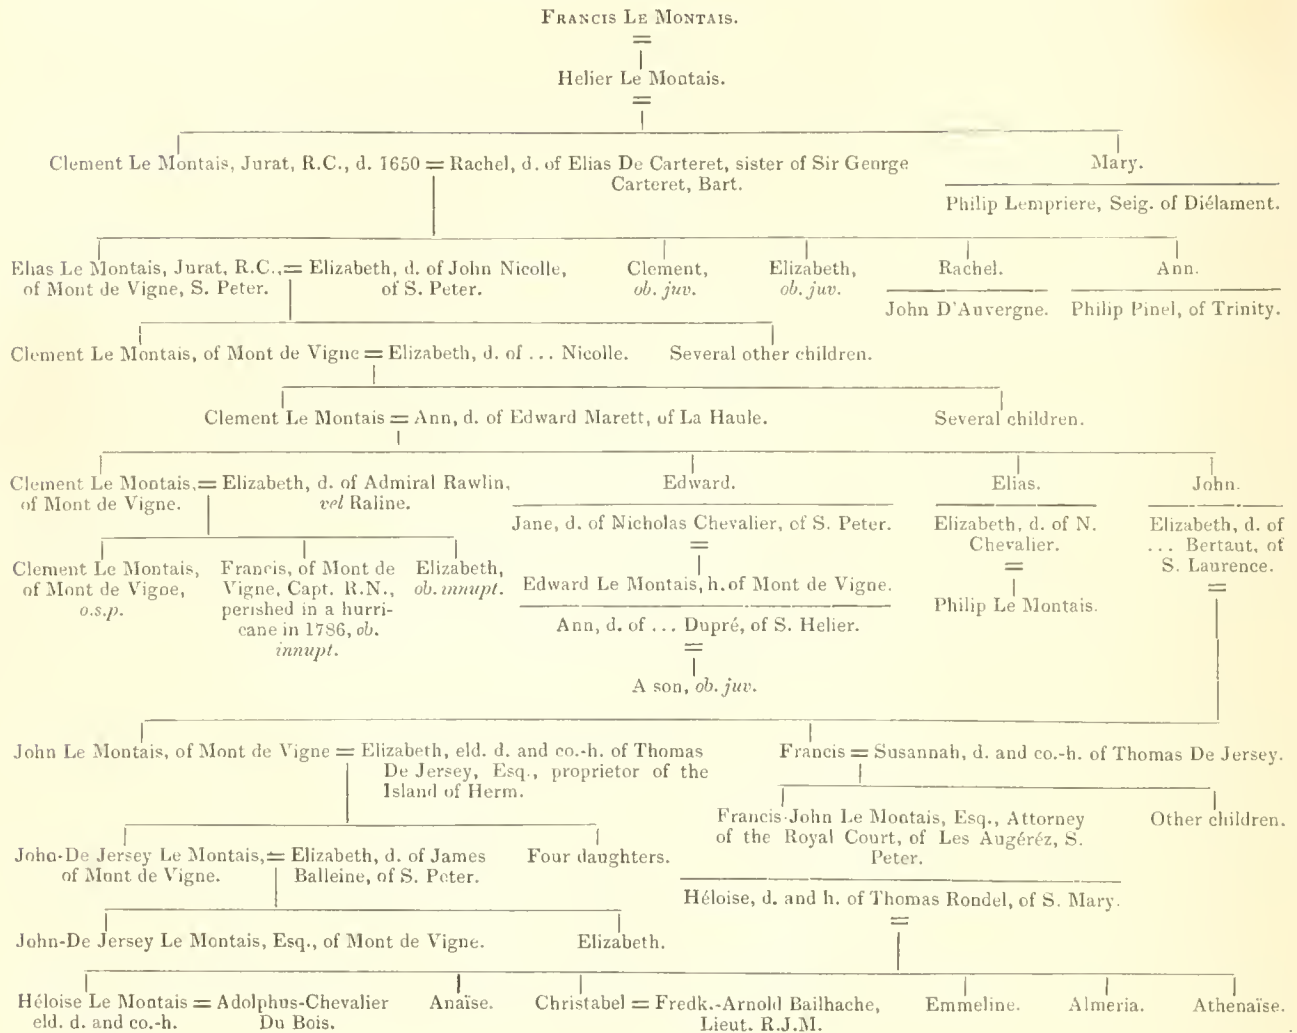 FRANCIS LE MONTAIS.
=
Helier Le Montais.
=
Clement Le Montais, Jurat, R.C., d. 1650 = Rachel, d. of Elias De Carteret, sister of Sir George
Carteret, Bart.
Mary.
Philip Lempriere, Seig. of Diélament.
Elias Le Montais, Jurat, R.C., = Elizabeth, d. of John Nicolle,
of Mont de Vigne, S. Peter. of S. Peter.
Clement,
ob. juv.
Elizabeth,
ob. juv.
Rachel.
John D'Auvergne.
Ann.
Philip Pinel, of Trinity.
Clement Le Montais, of Mont de Vigne = Elizabeth, d. of ... Nicolle.
Several other children.
Clement Le Montais = Ann, d. of Edward Marett, of La Haule.
Several children.
Clement Le Montais, = Elizabeth, d. of Admiral Rawlin,
of Mont de Vigne. vel Raline.
Edward.
Jane, d. of Nicholas Chevalier, of S. Peter.
=
Edward Le Montais, h. of Mont de Vigne.
Ann, d. of ... Dupré, of S. Helier.
=
A son, ob. juv.
Elias.
Elizabeth, d. of N.
Chevalier.
=
Philip Le Montais.
John.
Elizabeth, d. of
... Bertaut, of
S. Laurence.
=
Clement Le Montais,
of Mont de Vigne,
o.s.p.
Francis, of Mont de
Vigne, Capt. R.N.,
perished in a hurri-
cane in 1786, ob.
innupt.
Elizabeth,
ob. innupt.
John Le Montais, of Mont de Vigne = Elizabeth, eld. d. and co.-h. of Thomas
De Jersey, Esq., proprietor of the
Island of Herm.
Francis = Susannah, d. and co.-h. of Thomas De Jersey.
Francis-John Le Montais, Esq., Attorney
of the Royal Court, of Les Augéréz, S.
Peter.
Héloise, d. and h. of Thomas Rondel, of S. Mary.
=
Other children.
John-De Jersey Le Montais, = Elizabeth, d. of James
of Mont de Vigne. Balleine, of S. Peter.
Four daughters.
John-De Jersey Le Montais, Esq., of Mont de Vigne.
Elizabeth.
Héloise Le Montais = Adolphus-Chevalier
eld. d. and co.-h. Du Bois.
Anaïse.
Christabel = Fredk.-Arnold Bailhache,
Lieut. R.J.M.
Emmeline.
Almeria.
Athenaïse.